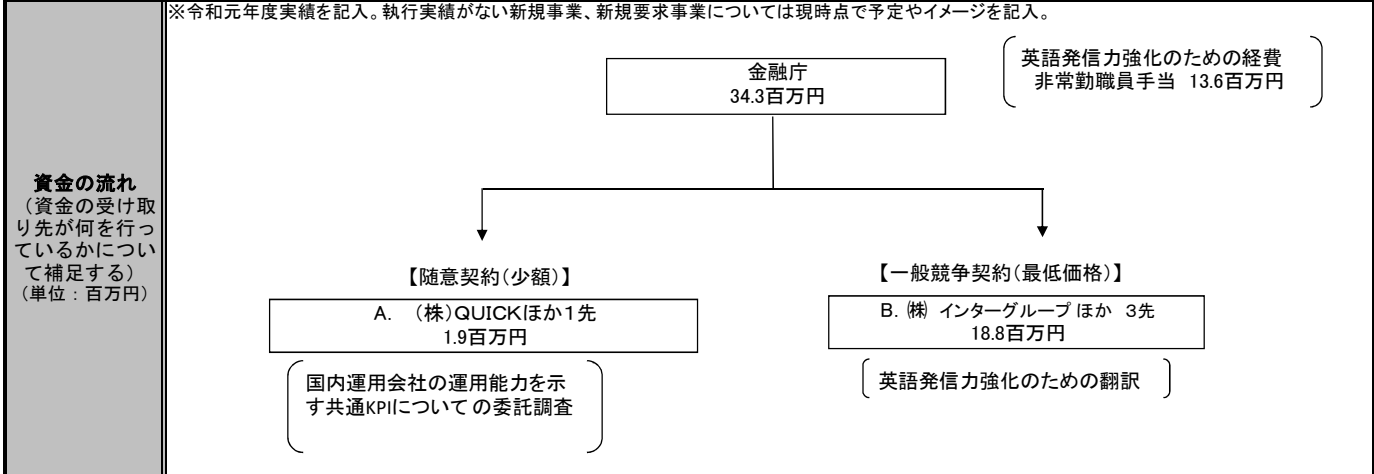 ※令和元年度実績を記入。執行実績がない新規事業、新規要求事業については現時点で予定やイメージを記入。
金融庁
34.3百万円
英語発信力強化のための経費
非常勤職員手当 13.6百万円
資金の流れ
(資金の受け取
り先が何を行っ
ているかについ
て補足する)
(単位:百万円)
【随意契約(少額)】
A. (株)QUICKほか1先
1.9百万円
国内運用会社の運用能力を示
す共通KPIについての委託調査
【一般競争契約(最低価格)】
B. ㈱ インターグループ ほか 3先
18.8百万円
英語発信力強化のための翻訳